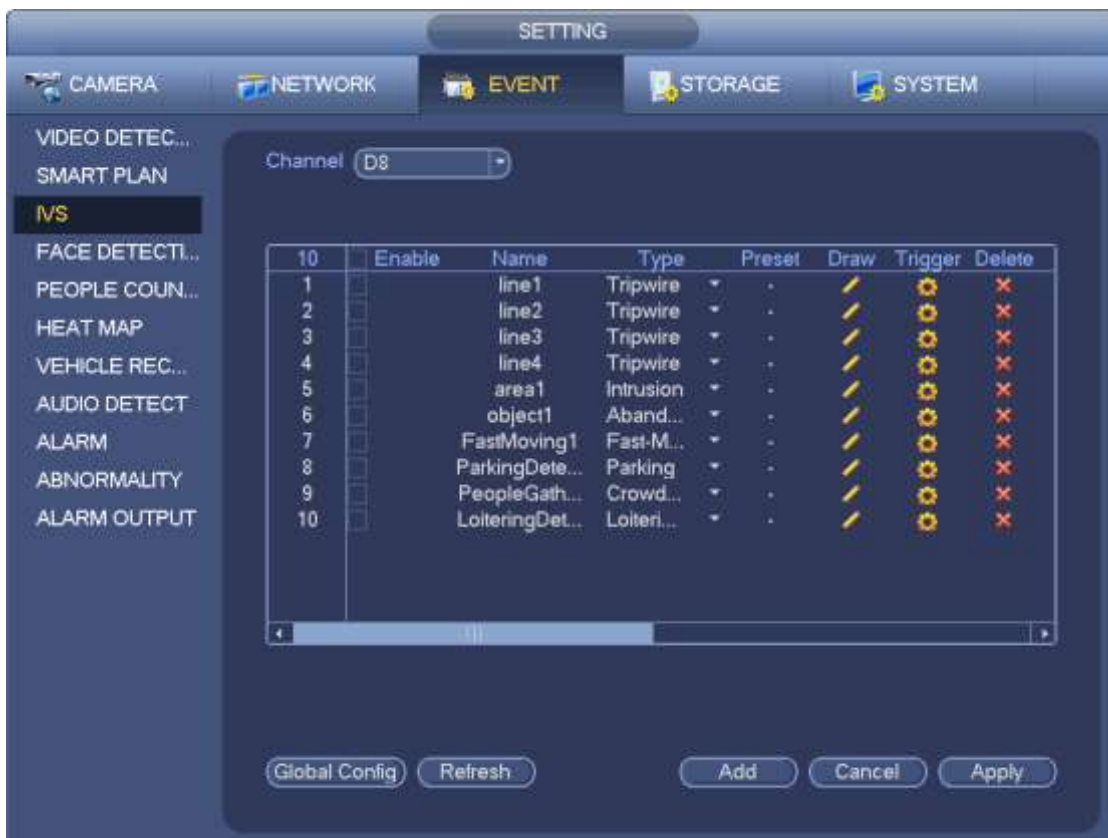 SETTING
CAMERA NETWORK EVENT STORAGE SYSTEM
VIDEO DETEC...
SMART PLAN
IVS
FACE DETECTI...
PEOPLE COUN...
HEAT MAP
VEHICLE REC...
AUDIO DETECT
ALARM
ABNORMALITY
ALARM OUTPUT
Channel D8
10 Enable Name Type Preset Draw Trigger Delete
1 line1 Tripwire -
2 line2 Tripwire -
3 line3 Tripwire -
4 line4 Tripwire -
5 area1 Intrusion -
6 object1 Aband... -
7 FastMoving1 Fast-M... -
8 ParkingDete... Parking -
9 PeopleGath... Crowd... -
10 LoiteringDet... Loiteri... -
Global Config Refresh Add Cancel Apply